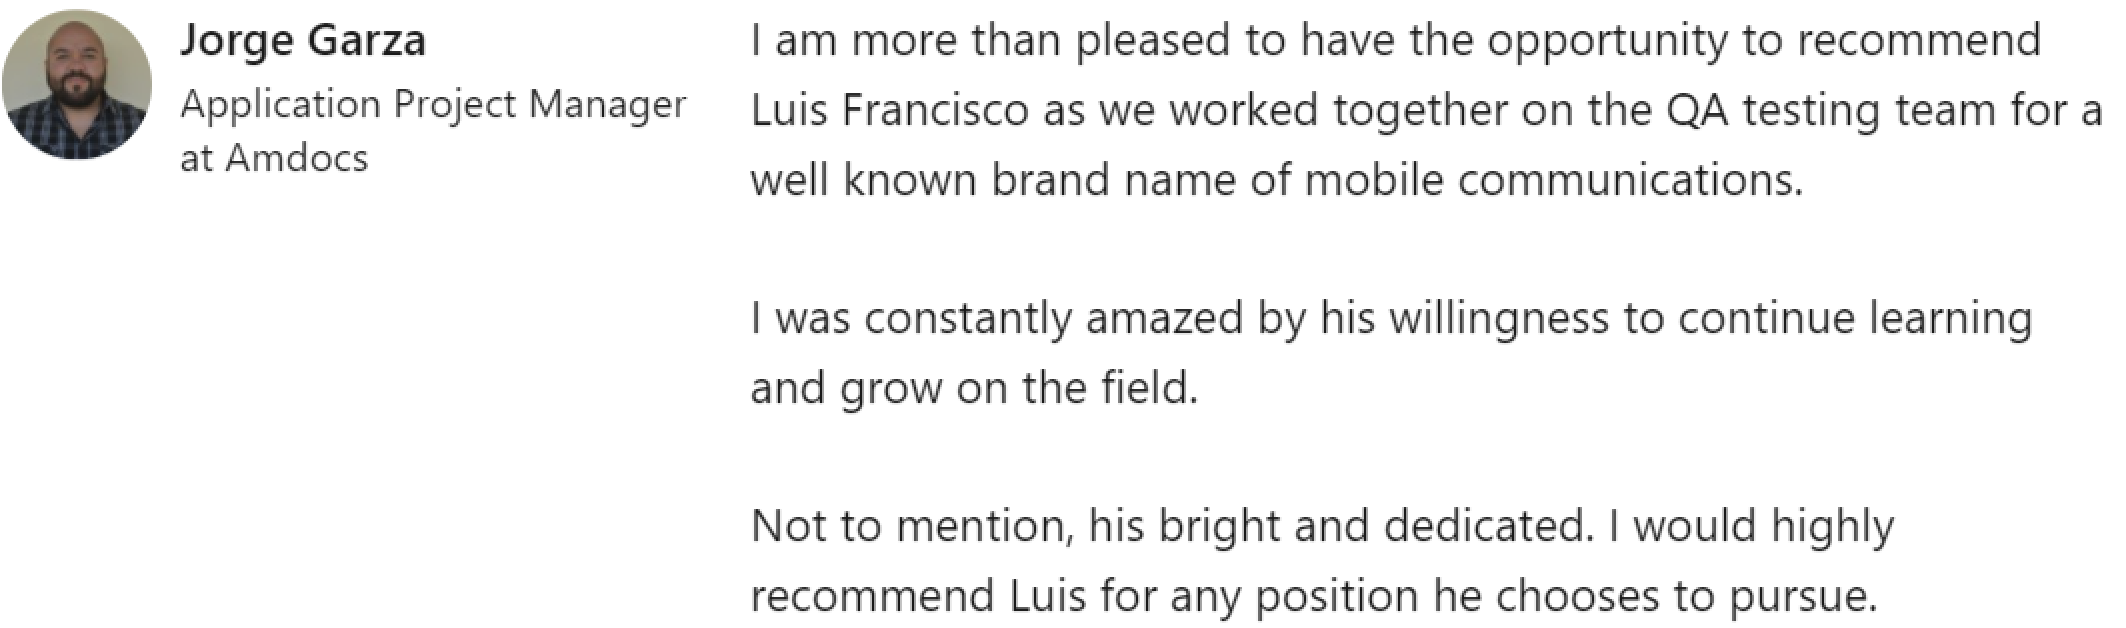 Jorge Garza
Application Project Manager
at Amdocs
I am more than pleased to have the opportunity to recommend
Luis Francisco as we worked together on the QA testing team for a
well known brand name of mobile communications.
I was constantly amazed by his willingness to continue learning
and grow on the field.
Not to mention, his bright and dedicated. I would highly
recommend Luis for any position he chooses to pursue.